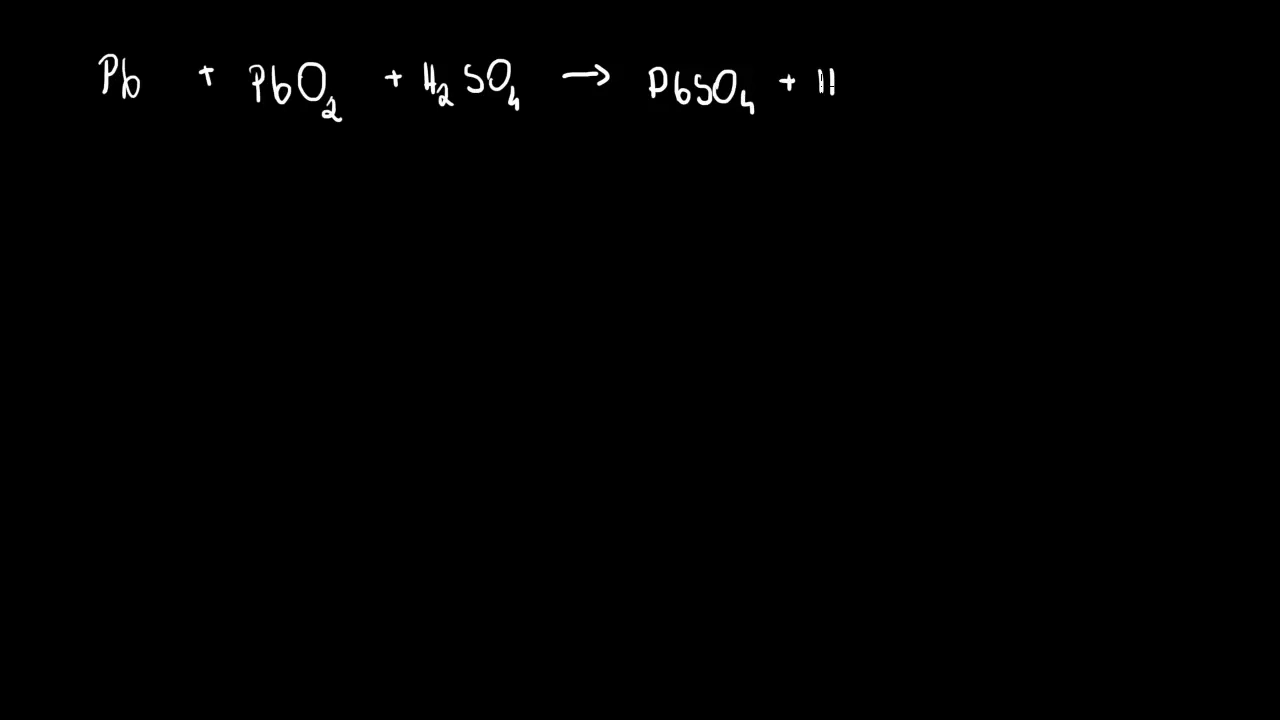 Pb + PbO₂ + H₂SO₄ → PbSO₄ +